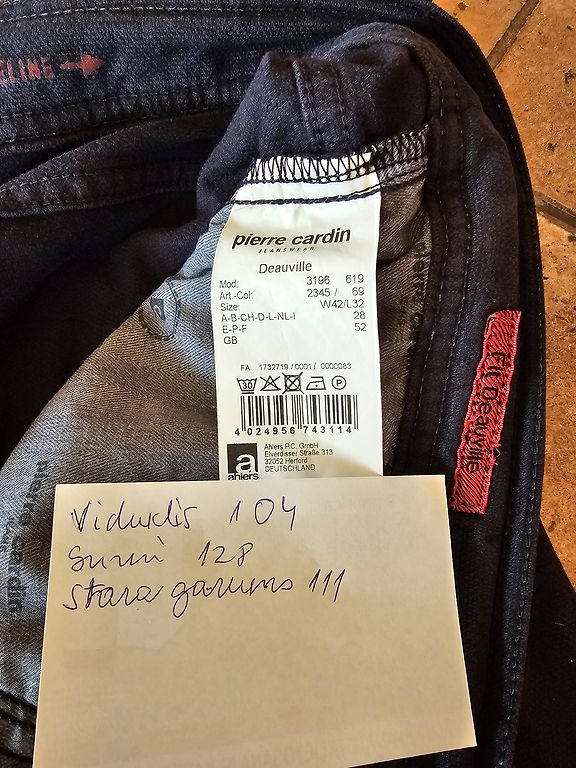 ELING →
pierre cardin
JEANSWEAR
Deauville
Mod: 3196 619
Art.-Col: 2345 / 69
Size: W42/L32
A-B-CH-D-L-NL-I 28
E-P-F 52
GB
FA 1732719 / 0001 / 0000083
30 P
4 024956 743114
a
ahlers
Ahlers P.C. GmbH
Elverdisser Straße 313
32052 Herford
DEUTSCHLAND
Fit Deauville
Viduklis 104
Surmi 128
stara garums 111